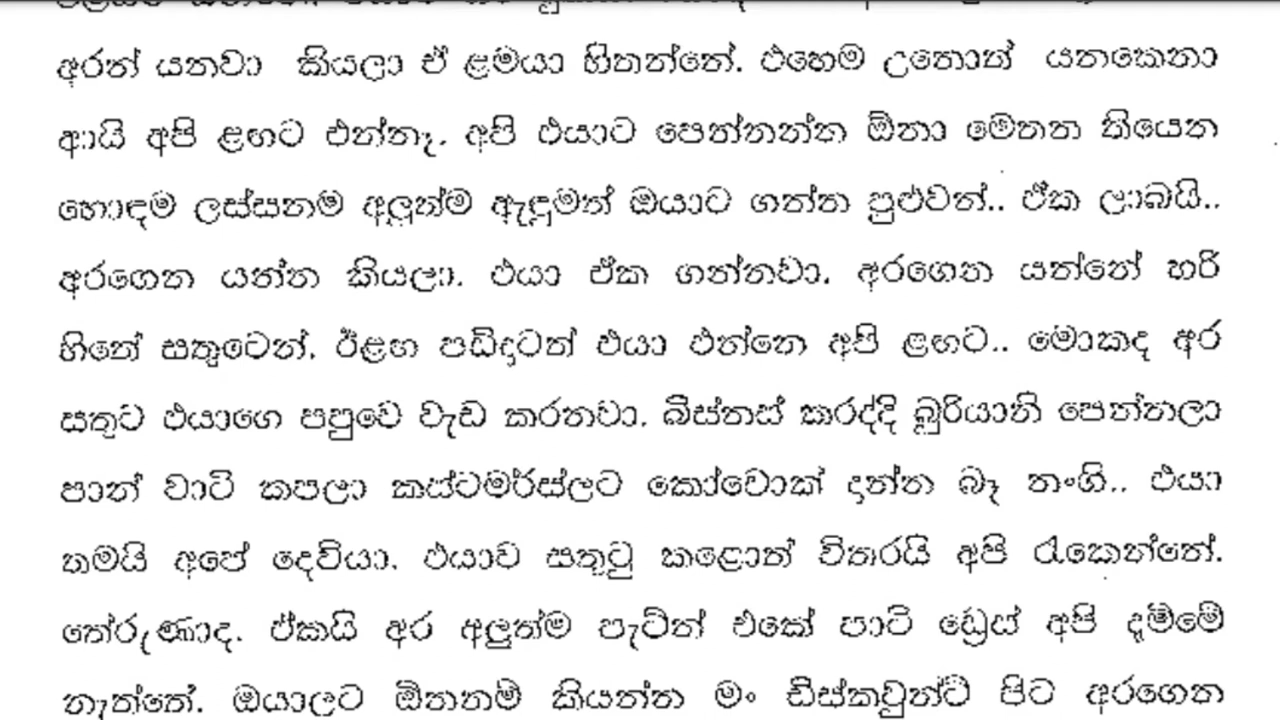 අරන් යනවා කියලා ඒ ළමයා හිතන්නේ. එහෙම උනොත් යනකෙනා
ආයි අපි ළඟට එන්නෑ. අපි එයාට පෙන්නන්න ඕනා මේතන තියෙන
හොඳම ලස්සනම අලුත්ම ඇඳුමත් ඔයාට ගන්න පුළුවන්.. ඒක ලාබයි..
අරගෙන යන්න කියලා. එයා ඒක ගන්නවා. අරගෙන යන්නේ හරි
හිතේ සතුටෙන්. ඊළඟ පඩිදාටත් එයා එන්නෙ අපි ළඟට.. මොකද අර
සතුට එයාගෙ පපුවෙ වැඩ කරනවා. බිස්නස් කරද්දි බුරියානි පෙන්නලා
පාන් වාටි කපලා කස්ටමර්ස්ලට කෝවොක් දාන්න බෑ නංගි.. එයා
තමයි අපේ දෙවියා. එයාව සතුටු කළොත් විතරයි අපි රැකෙන්නේ.
තේරුණාද. ඒකයි අර අලුත්ම පැටන් එකේ පාටි ඩ්‍රෙස් අපි දැම්මේ
නැත්තේ. ඔයාලට ඕනනම් කියන්න මං ඩිස්කවුන්ට් පිට අරගෙන